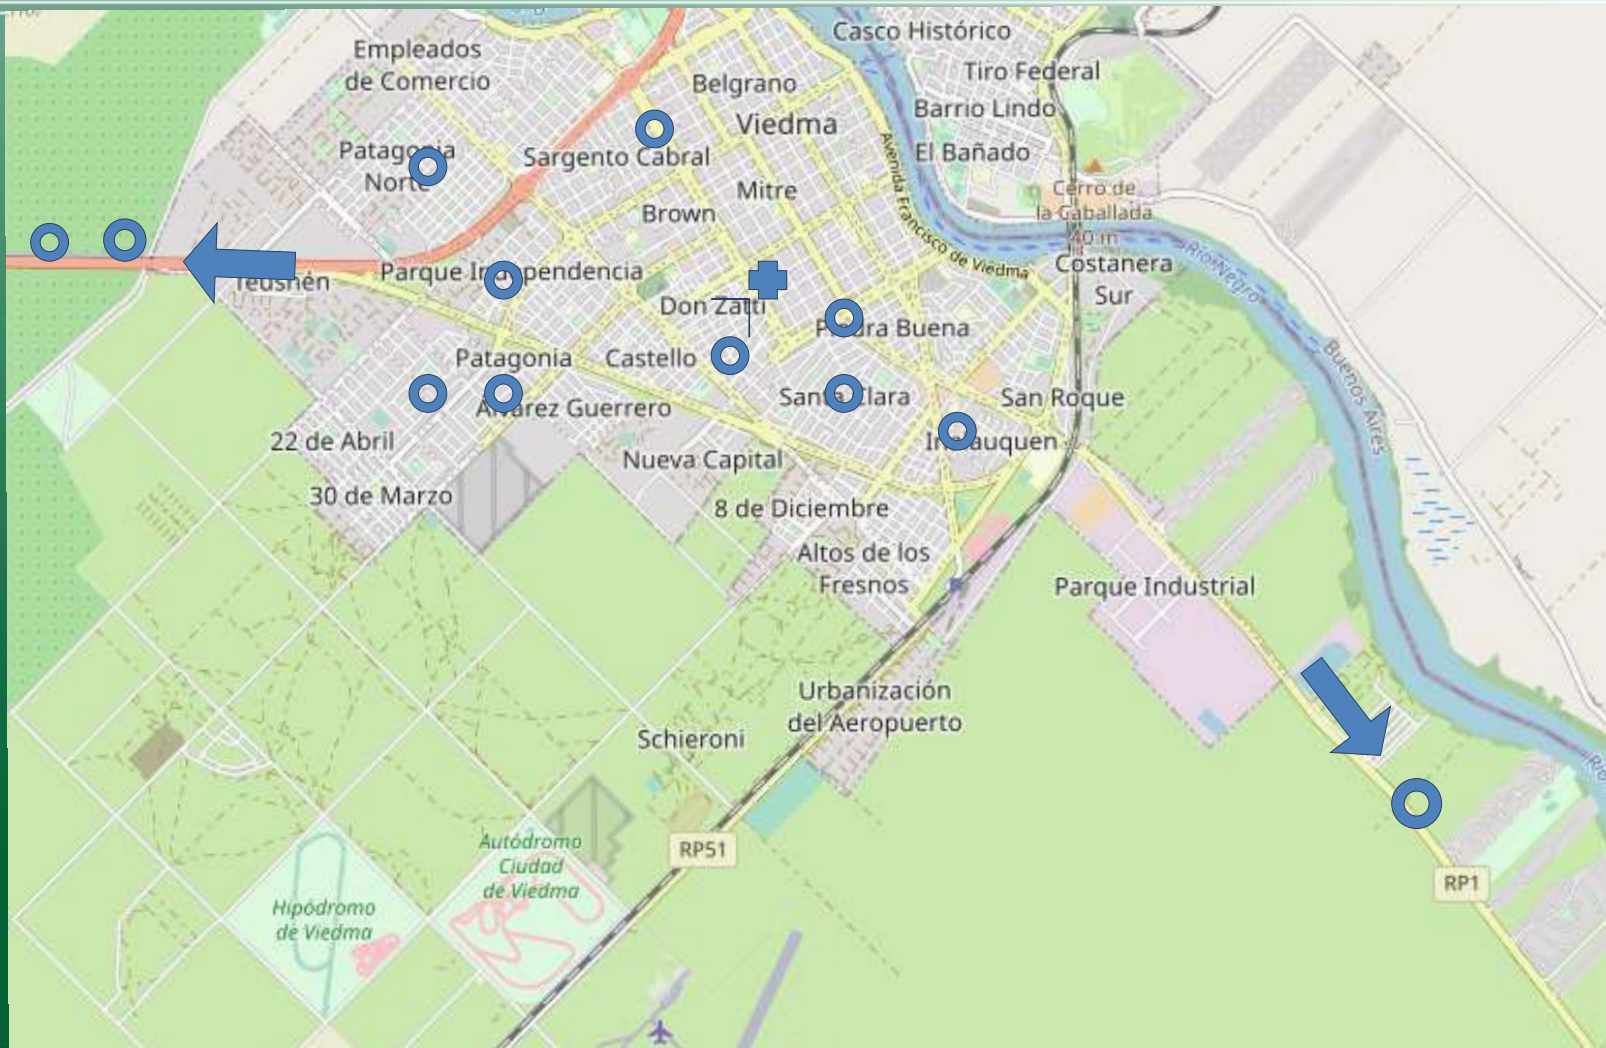 Casco Histórico
Empleados
de Comercio
Tiro Federal
Belgrano
Barrio Lindo
Viedma
Patagonia
Norte
Sargento Cabral
El Bañado
Mitre
Cerro de
la Caballada
40 m
Brown
Avenida Francisco de Viedma
Río Negro
Parque Independencia
Costanera
Sur
Teushén
Don Zatti
Piedra Buena
Buenos Aires
Patagonia
Castello
Santa Clara
San Roque
Álvarez Guerrero
22 de Abril
Inalauquen
Nueva Capital
30 de Marzo
8 de Diciembre
Altos de los
Fresnos
Parque Industrial
Urbanización
del Aeropuerto
Schieroni
Autódromo
Ciudad
de Viedma
RP51
RP1
Hipódromo
de Viedma